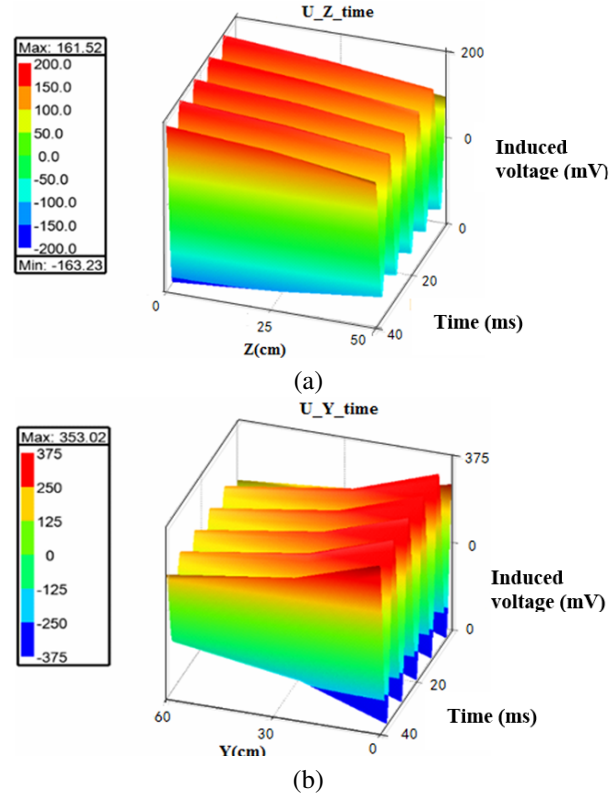 U_Z_time
Max: 161.52
200.0
150.0
100.0
50.0
0.0
-50.0
-100.0
-150.0
-200.0
Min: -163.23
200
0
Induced
voltage (mV)
0
20
40
Time (ms)
0
25
50
Z(cm)
(a)
U_Y_time
Max: 353.02
375
250
125
0
-125
-250
-375
375
0
Induced
voltage (mV)
0
20
40
Time (ms)
60
30
0
Y(cm)
(b)